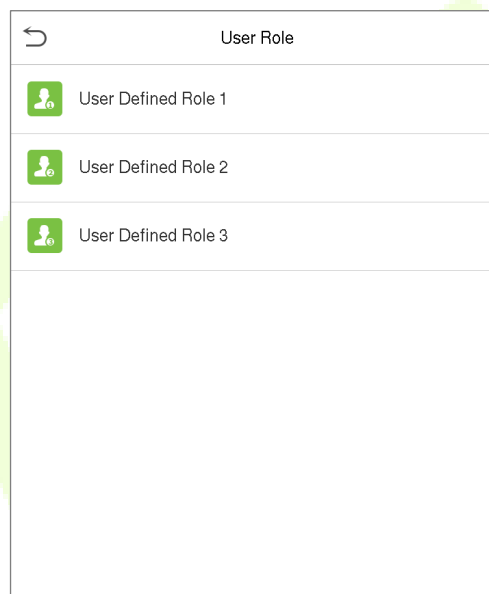 User Role
User Defined Role 1
User Defined Role 2
User Defined Role 3